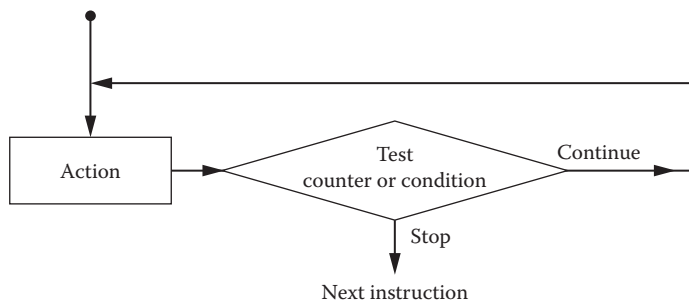 Action
Test
counter or condition
Continue
Stop
Next instruction